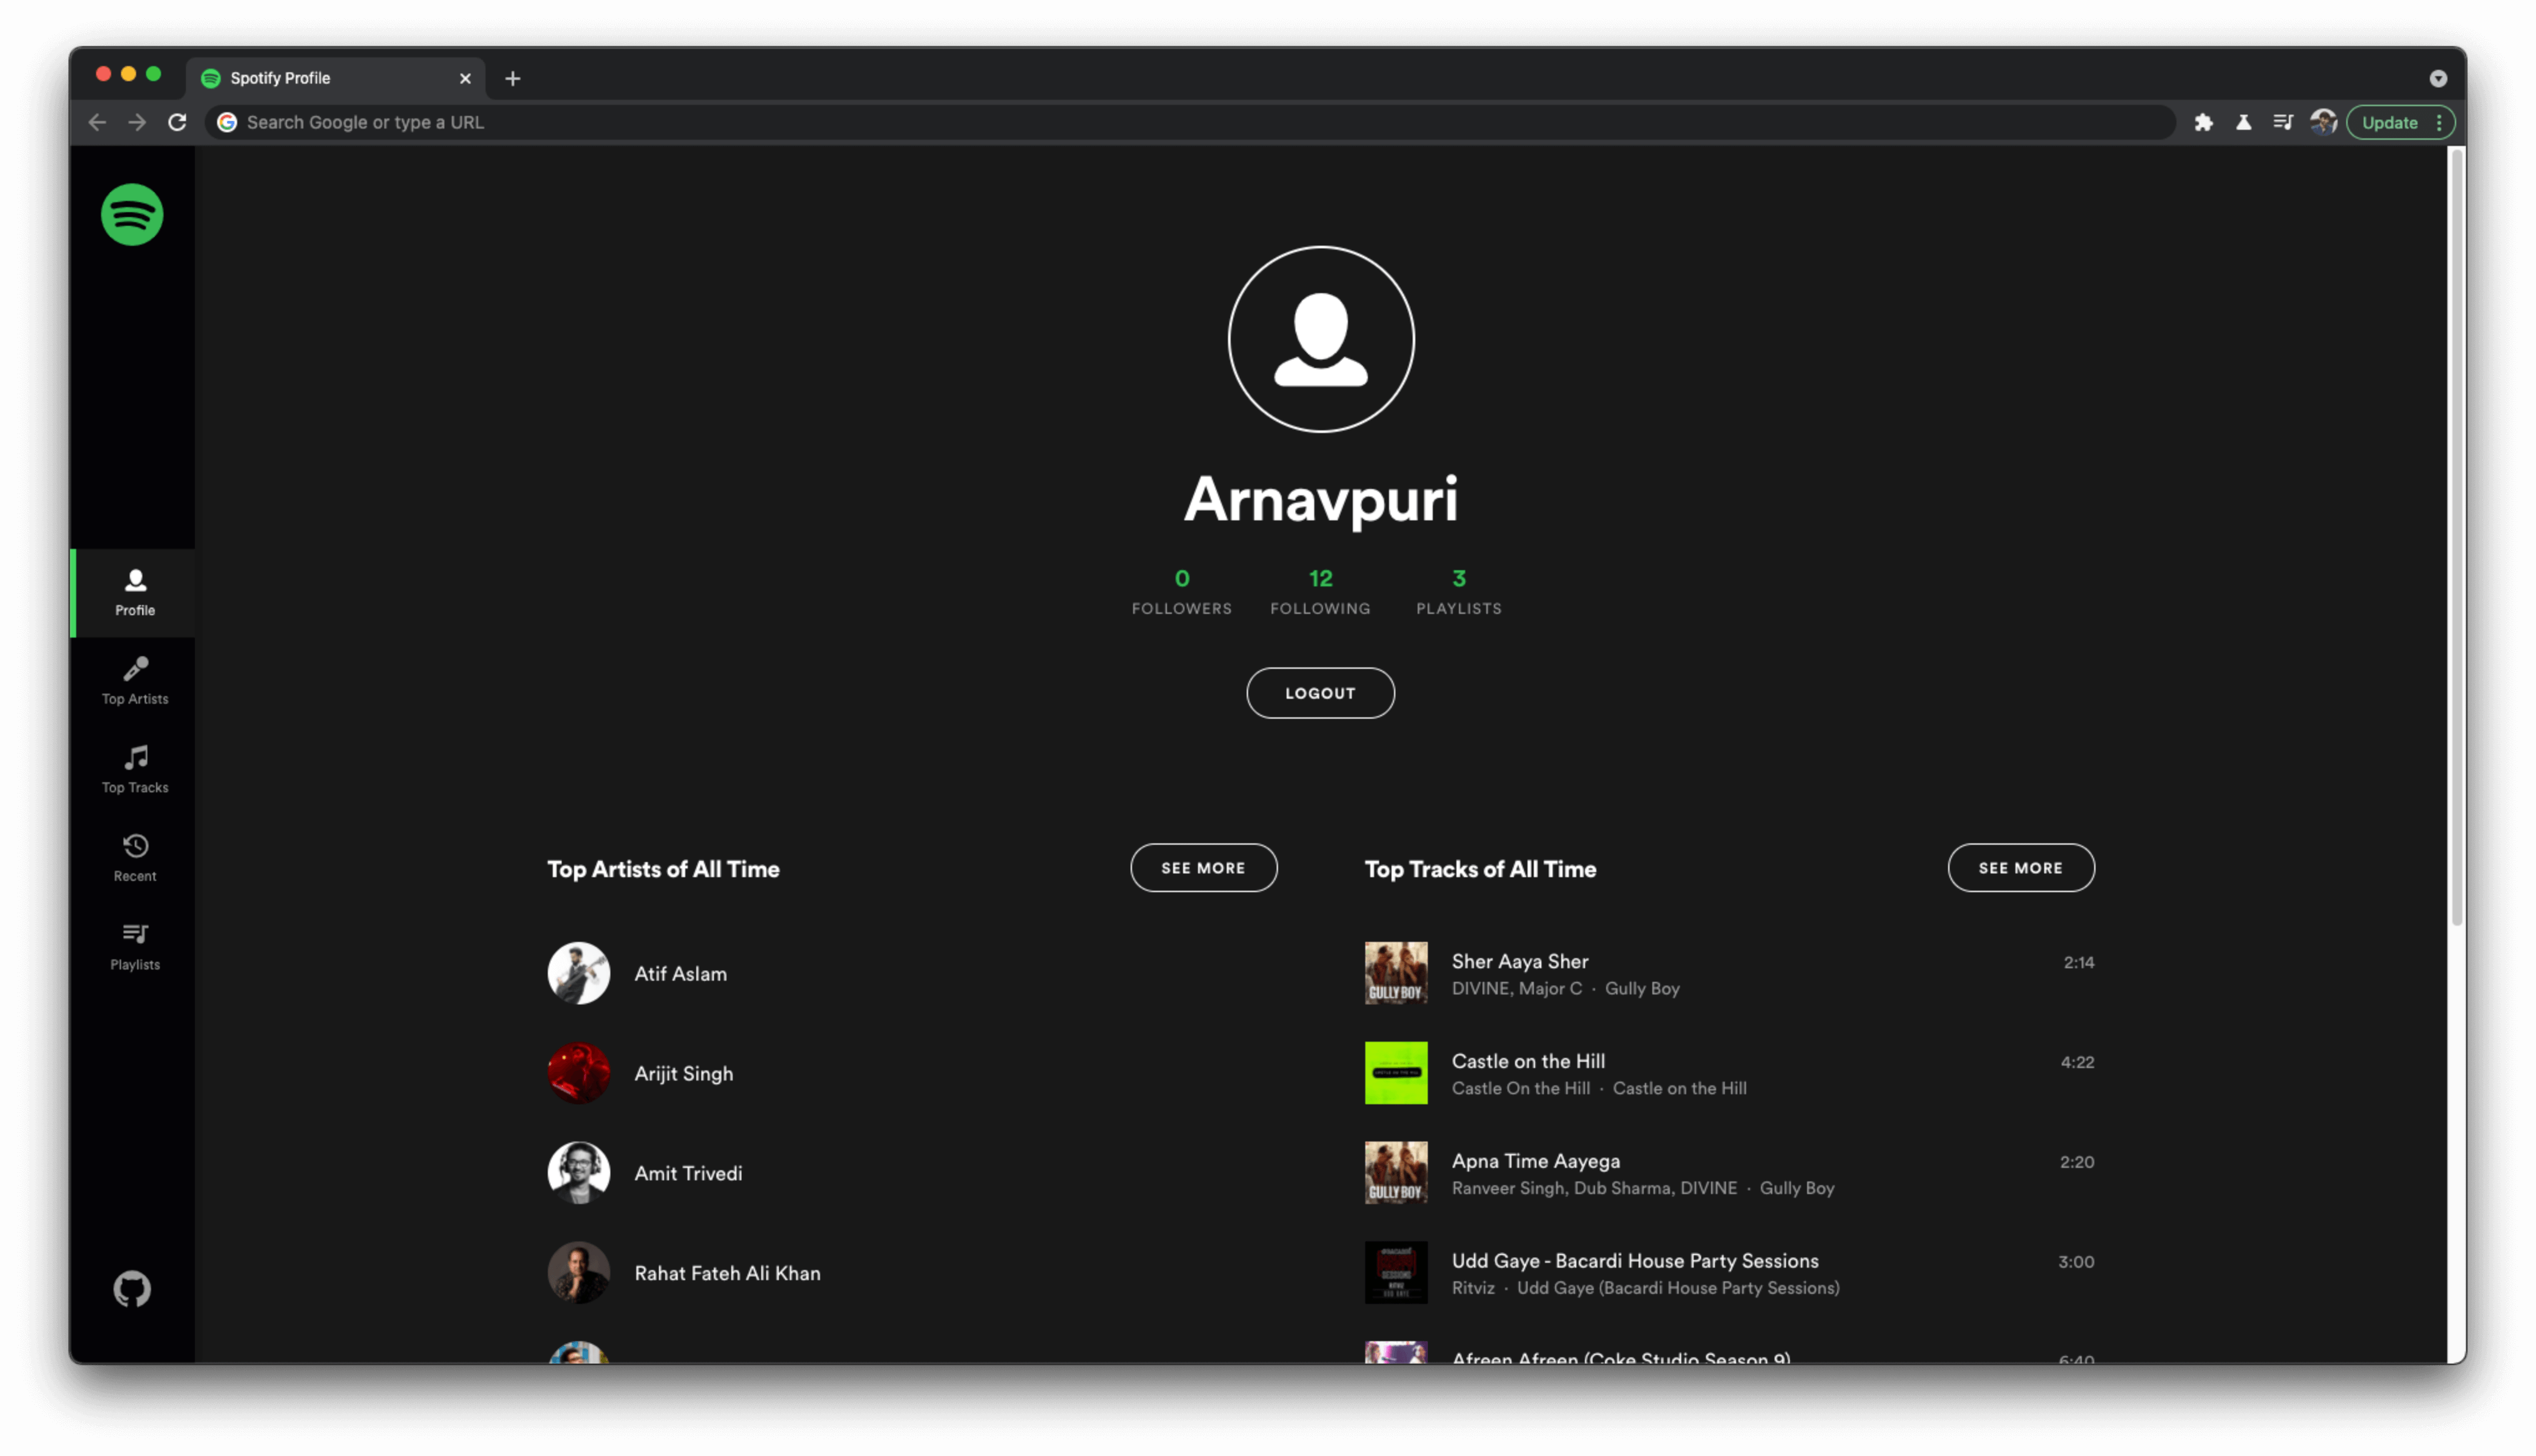 Spotify Profile
Search Google or type a URL
Update
Arnavpuri
0 12 3
FOLLOWERS FOLLOWING PLAYLISTS
LOGOUT
Profile
Top Artists
Top Tracks
Recent
Playlists
Top Artists of All Time
SEE MORE
Atif Aslam
Arijit Singh
Amit Trivedi
Rahat Fateh Ali Khan
Top Tracks of All Time
SEE MORE
GULLY BOY
Sher Aaya Sher 2:14
DIVINE, Major C · Gully Boy
Castle on the Hill 4:22
Castle On the Hill · Castle on the Hill
GULLY BOY
Apna Time Aayega 2:20
Ranveer Singh, Dub Sharma, DIVINE · Gully Boy
Udd Gaye - Bacardi House Party Sessions 3:00
Ritviz · Udd Gaye (Bacardi House Party Sessions)
Afreen Afreen (Coke Studio Season 9) 6:40